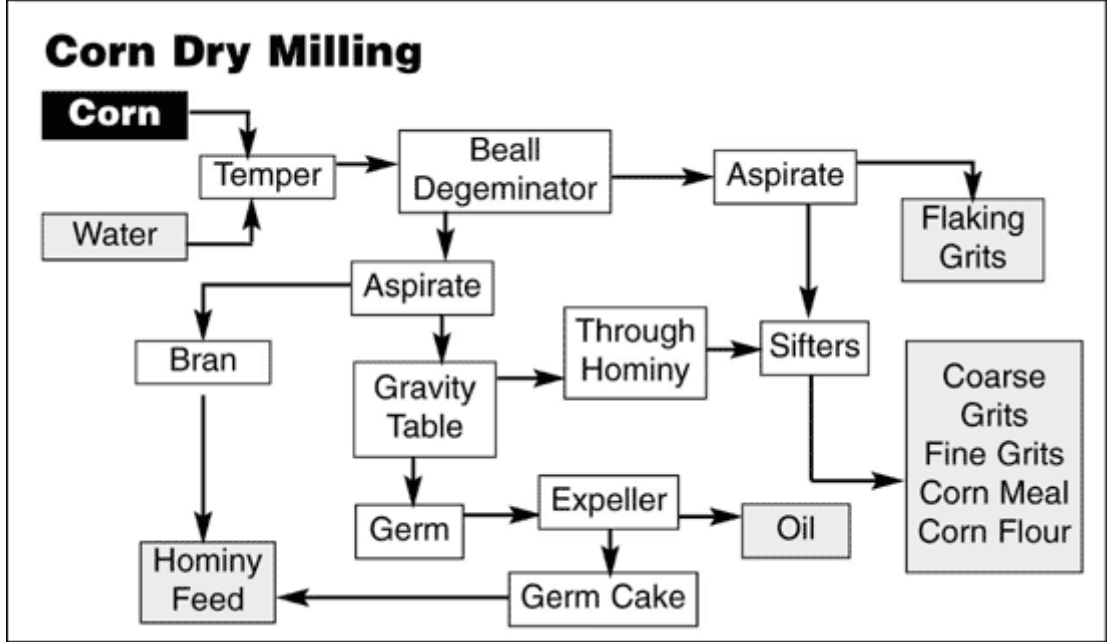 Corn Dry Milling
Corn
Temper
Water
Beall
Degeminator
Aspirate
Flaking
Grits
Aspirate
Bran
Gravity
Table
Through
Hominy
Sifters
Coarse
Grits
Fine Grits
Corn Meal
Corn Flour
Germ
Expeller
Oil
Hominy
Feed
Germ Cake